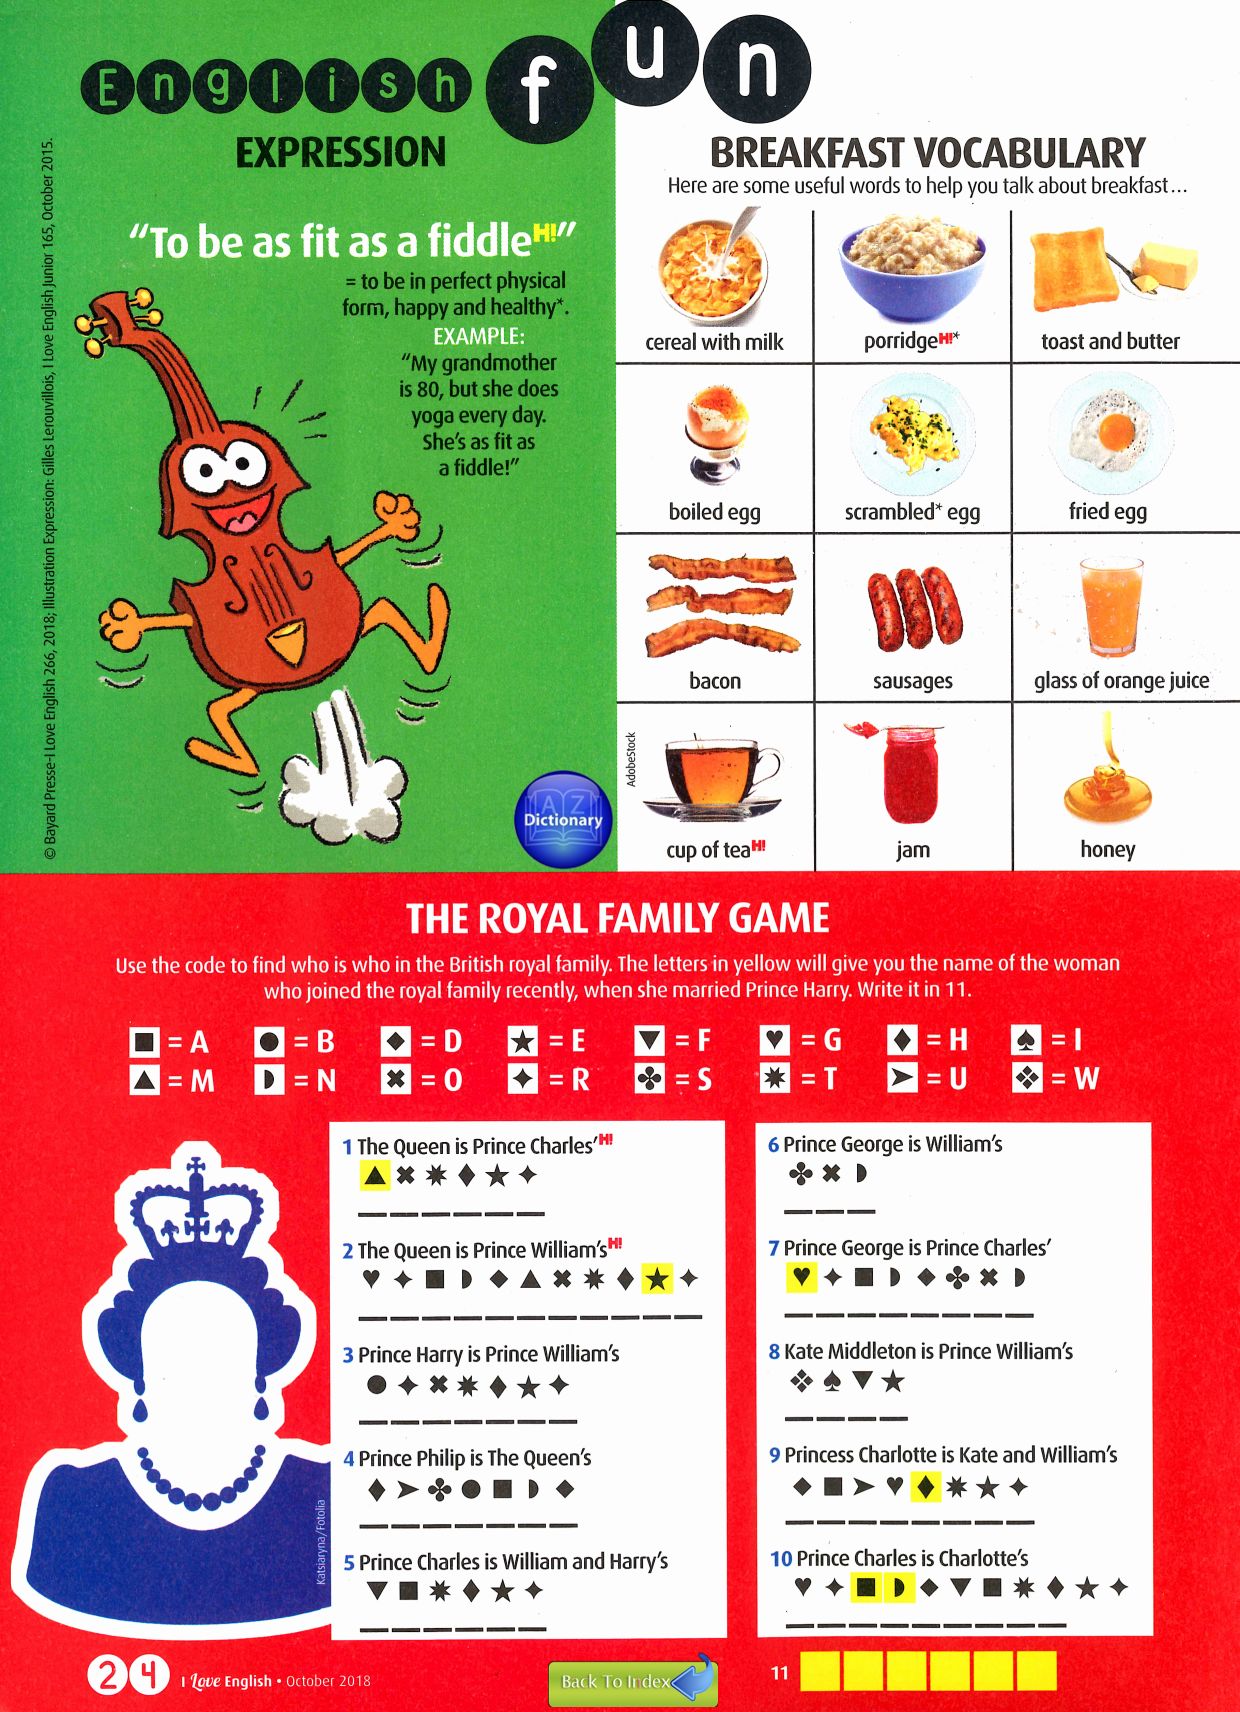 English fun
EXPRESSION
"To be as fit as a fiddleH!"
= to be in perfect physical
form, happy and healthy*.
EXAMPLE:
"My grandmother
is 80, but she does
yoga every day.
She's as fit as
a fiddle!"
© Bayard Presse-I Love English 266, 2018; Illustration Expression: Gilles Lerouvillois, I Love English Junior 165, October 2015.
Dictionary
BREAKFAST VOCABULARY
Here are some useful words to help you talk about breakfast...
cereal with milk
porridgeH!*
toast and butter
boiled egg
scrambled* egg
fried egg
bacon
sausages
glass of orange juice
AdobeStock
cup of teaH!
jam
honey
THE ROYAL FAMILY GAME
Use the code to find who is who in the British royal family. The letters in yellow will give you the name of the woman
who joined the royal family recently, when she married Prince Harry. Write it in 11.
■ = A ● = B ◆ = D ★ = E ▼ = F ♥ = G ♦ = H ♠ = I
▲ = M ◗ = N ✖ = O ✦ = R ✤ = S ✷ = T ➤ = U ❖ = W
1 The Queen is Prince Charles'H!
2 The Queen is Prince William'sH!
3 Prince Harry is Prince William's
4 Prince Philip is The Queen's
5 Prince Charles is William and Harry's
6 Prince George is William's
7 Prince George is Prince Charles'
8 Kate Middleton is Prince William's
9 Princess Charlotte is Kate and William's
10 Prince Charles is Charlotte's
11
Katsiaryna/Fotolia
24 I Love English • October 2018
Back To Index